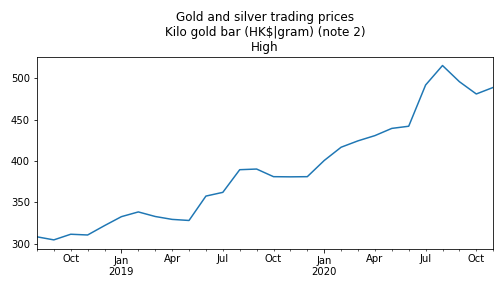 Gold and silver trading prices
Kilo gold bar (HK$|gram) (note 2)
High
500
450
400
350
300
Oct Jan Apr Jul Oct Jan Apr Jul Oct
2019 2020